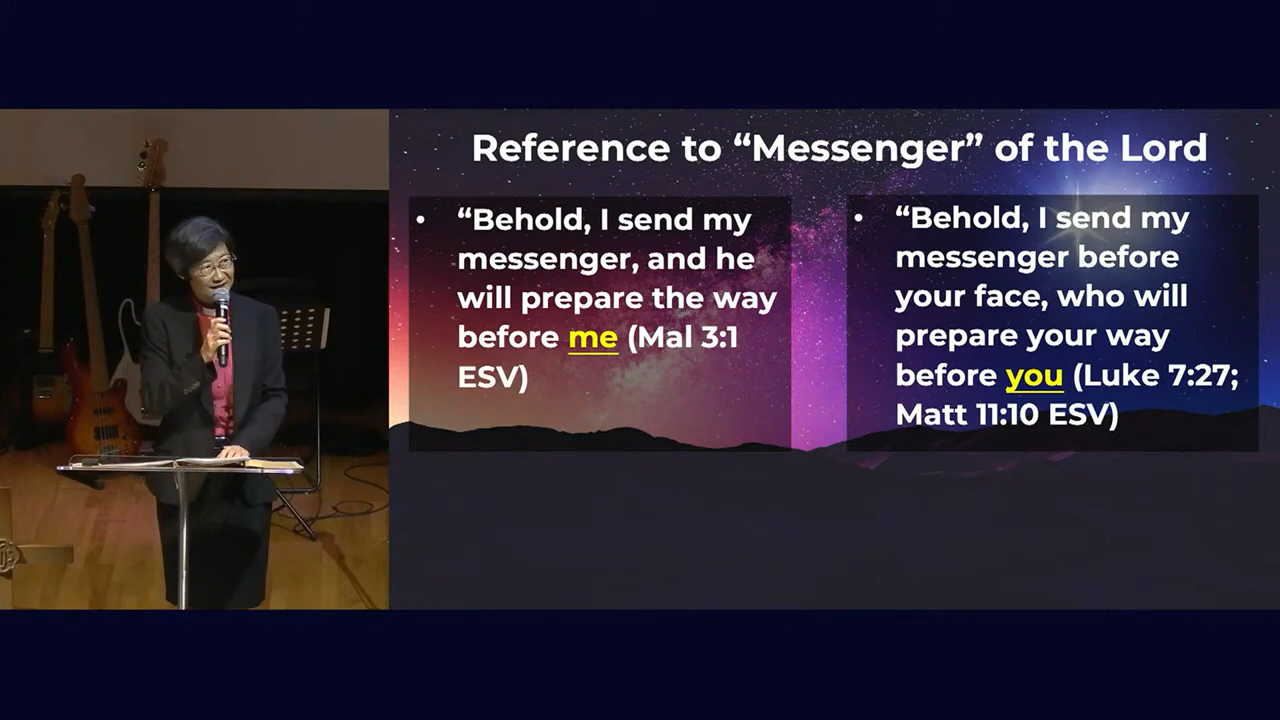 Reference to “Messenger” of the Lord
• “Behold, I send my
messenger, and he
will prepare the way
before me (Mal 3:1
ESV)
• “Behold, I send my
messenger before
your face, who will
prepare your way
before you (Luke 7:27;
Matt 11:10 ESV)